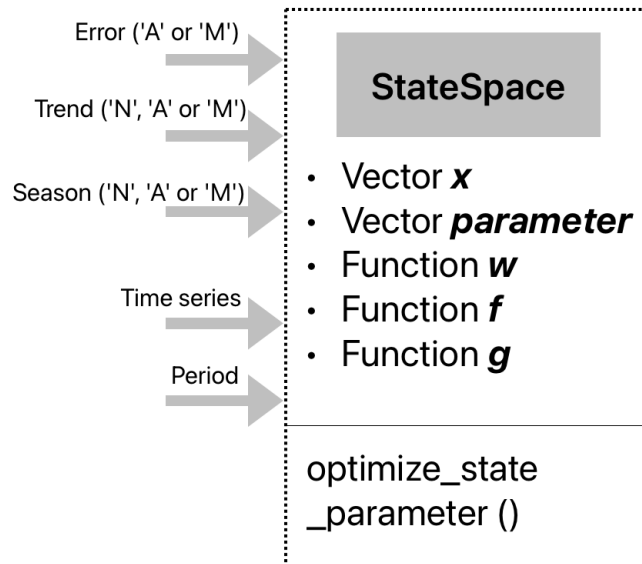 Error ('A' or 'M')
Trend ('N', 'A' or 'M')
Season ('N', 'A' or 'M')
Time series
Period
StateSpace
• Vector x
• Vector parameter
• Function w
• Function f
• Function g
optimize_state
_parameter ()